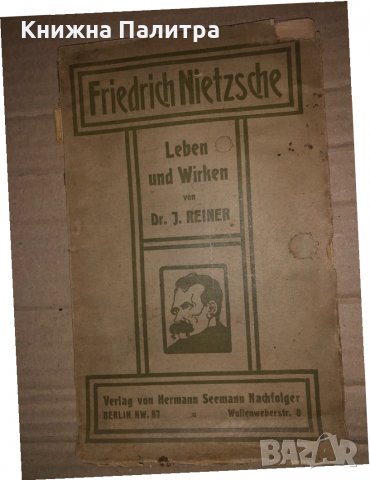 Книжна Палитра
Friedrich Nietzsche
Leben
und Wirken
von
Dr. J. REINER
Verlag von Hermann Seemann Nachfolger
BERLIN NW. 87 Wullenweberstr. 8
BAZAR